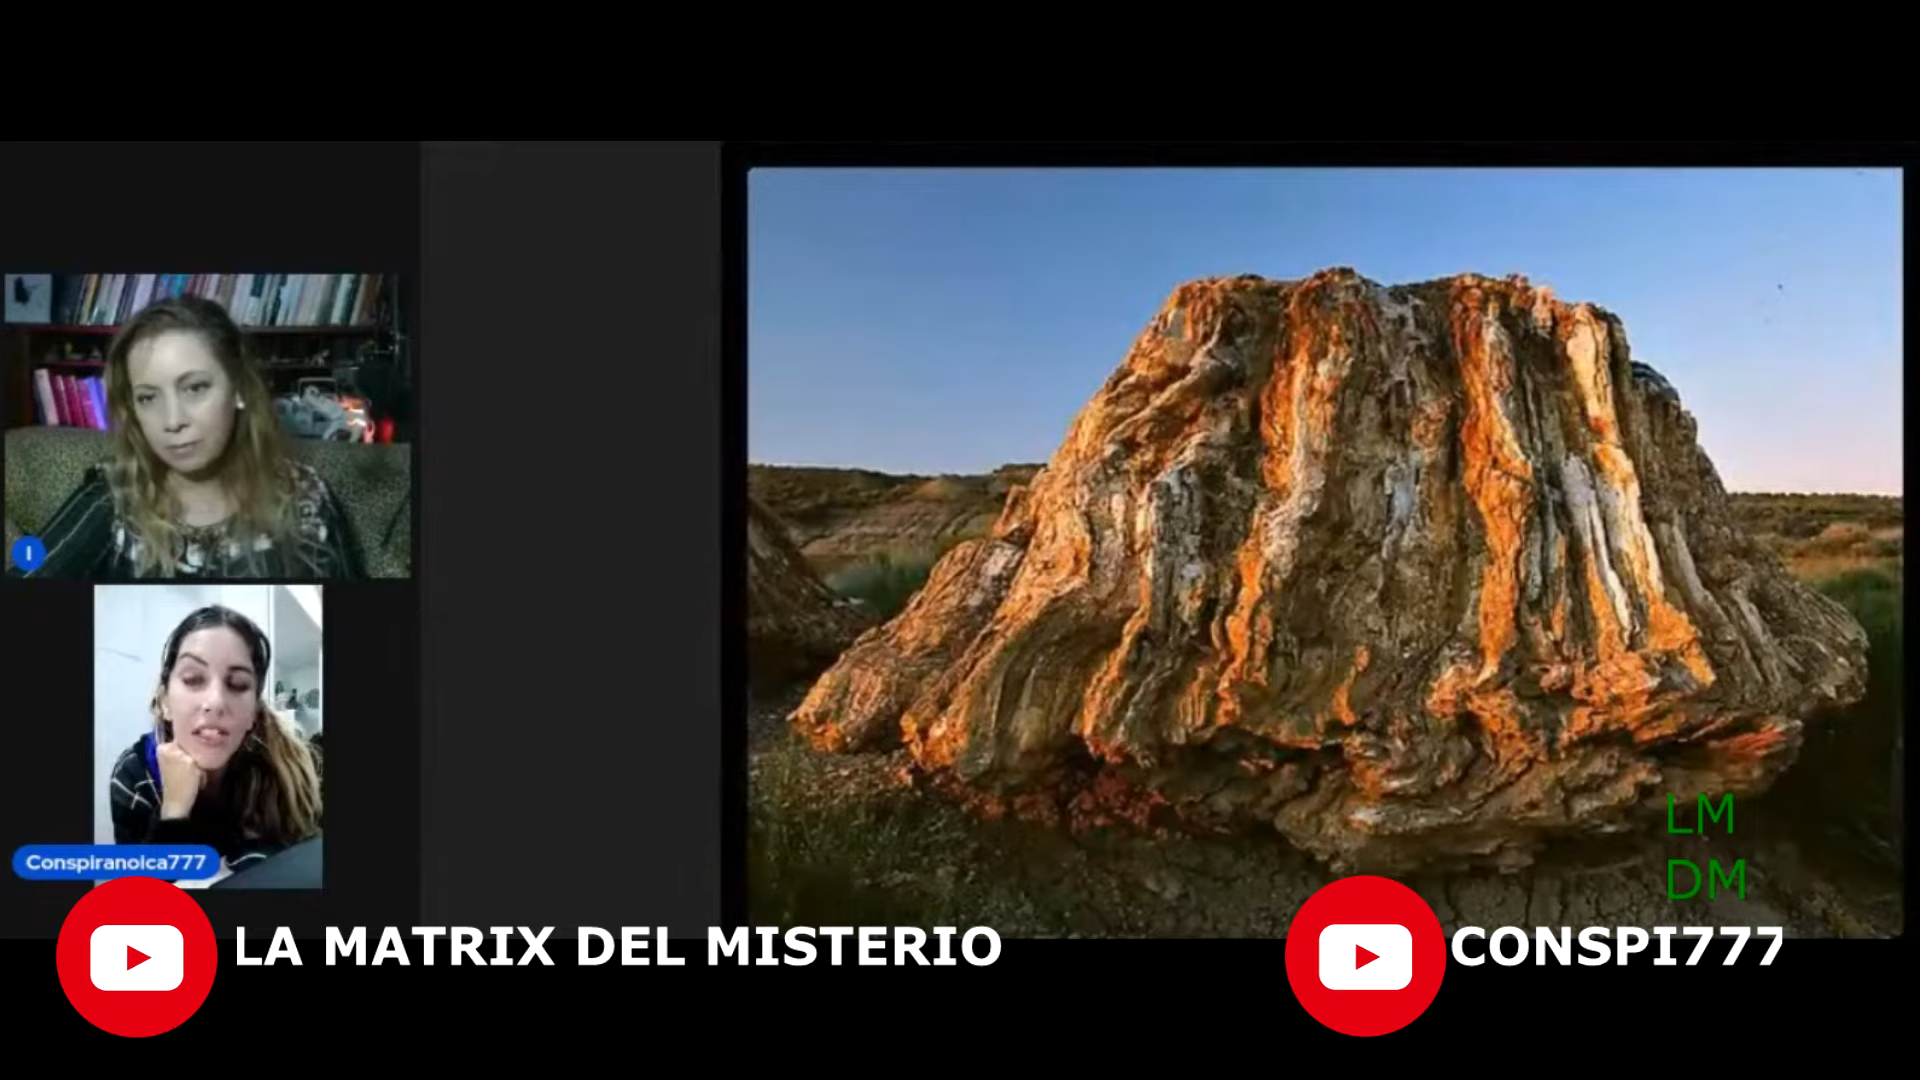 I
Conspiranoica777
LM
DM
LA MATRIX DEL MISTERIO
CONSPI777